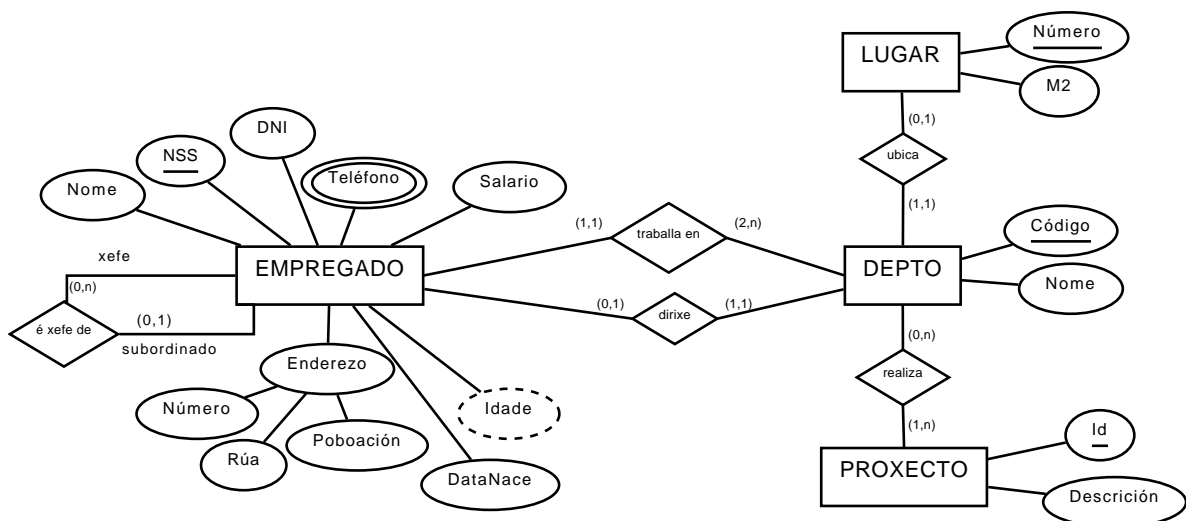 Número
LUGAR
M2
(0,1)
ubica
(1,1)
DNI
NSS
Teléfono
Nome
Salario
(1,1)
traballa en
(2,n)
Código
xefe
EMPREGADO
DEPTO
(0,n)
Nome
(0,1)
dirixe
(1,1)
é xefe de
(0,1)
subordinado
(0,n)
Enderezo
realiza
Número
Idade
Poboación
(1,n)
Id
Rúa
DataNace
PROXECTO
Descrición